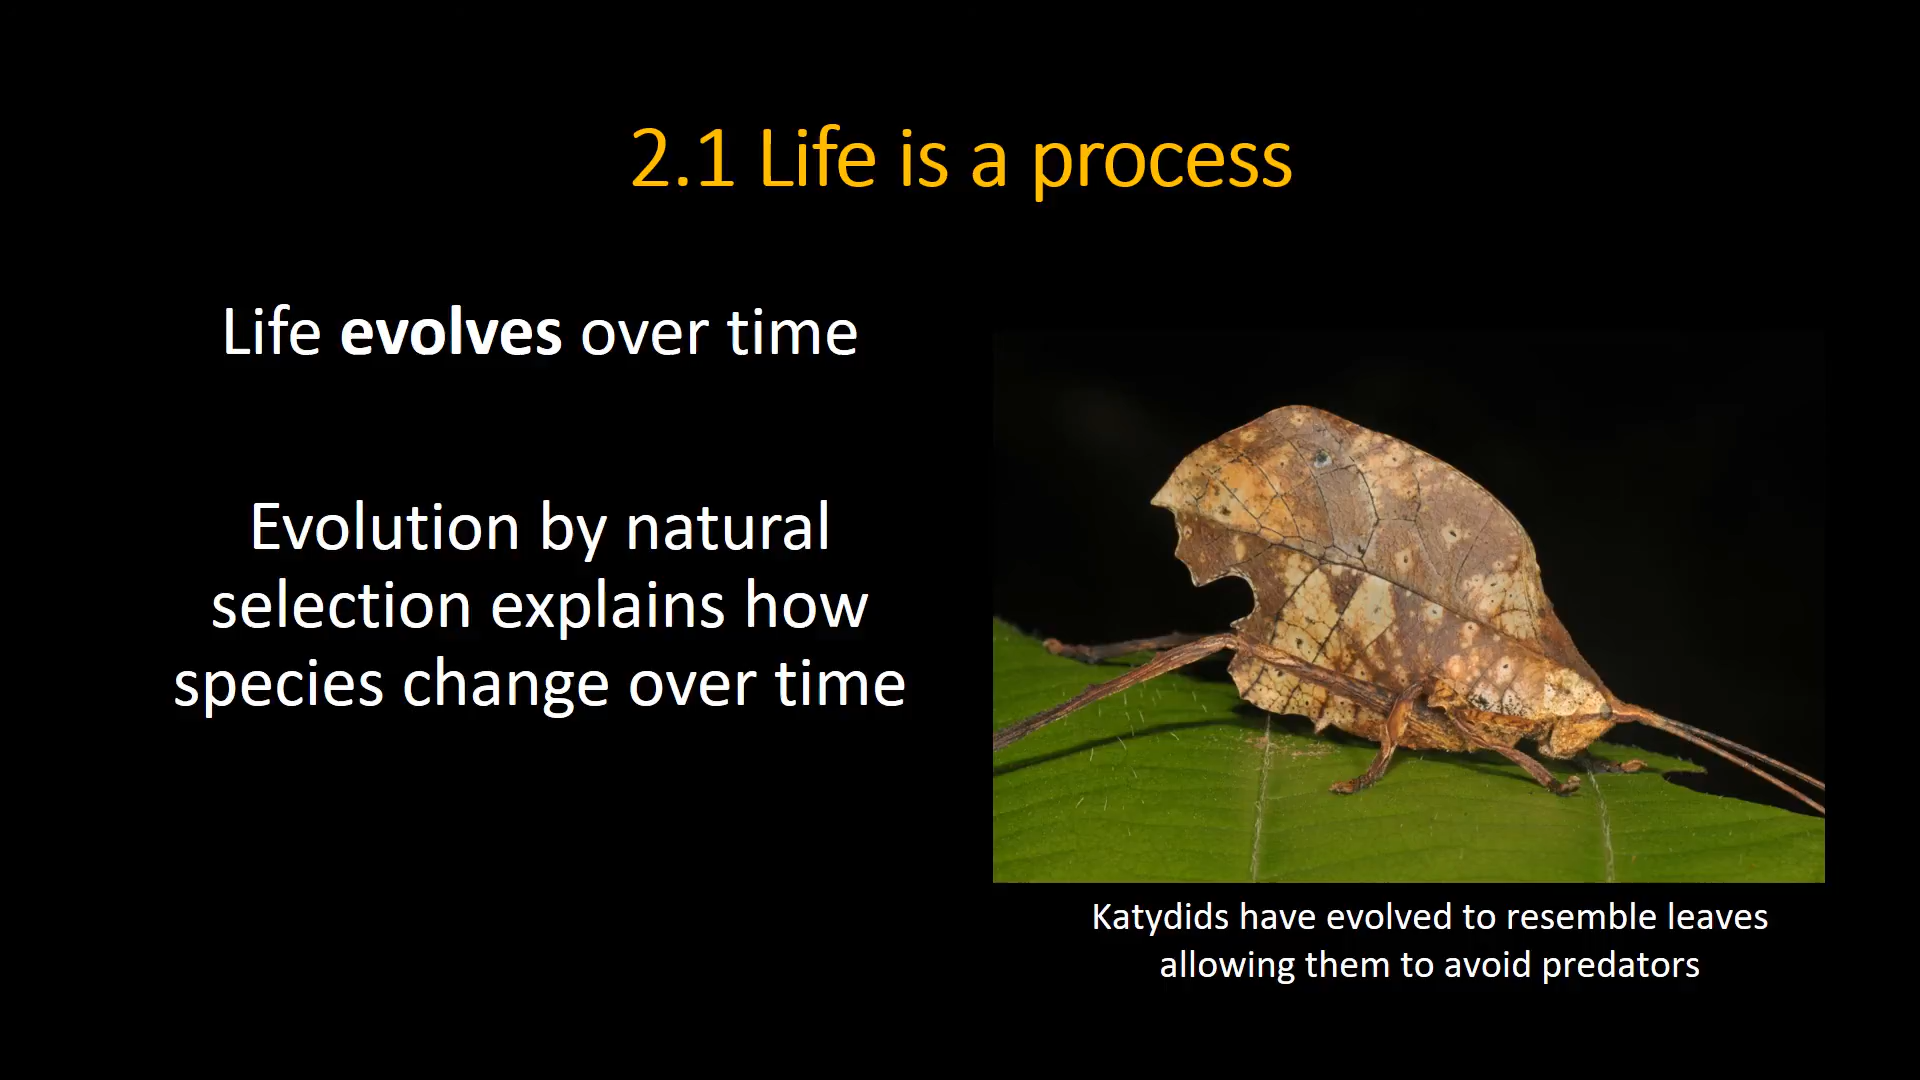 2.1 Life is a process
Life evolves over time
Evolution by natural
selection explains how
species change over time
Katydids have evolved to resemble leaves
allowing them to avoid predators